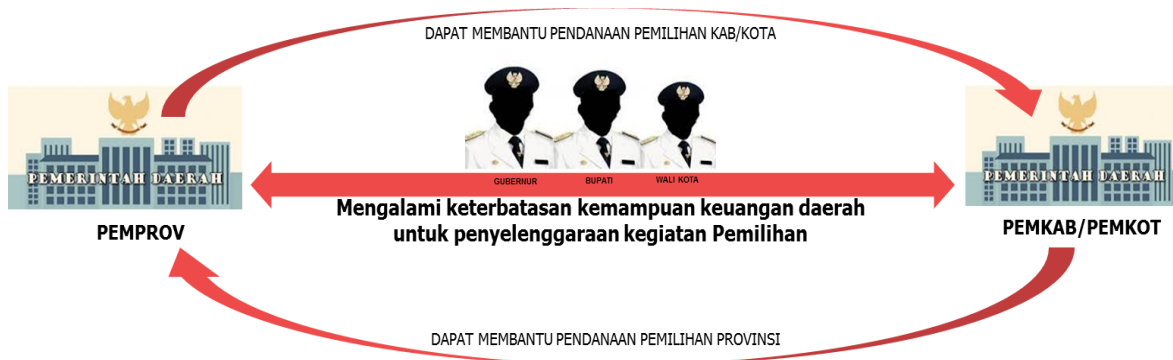 DAPAT MEMBANTU PENDANAAN PEMILIHAN KAB/KOTA
PEMERINTAH DAERAH
PEMERINTAH DAERAH
GUBERNUR
BUPATI
WALI KOTA
Mengalami keterbatasan kemampuan keuangan daerah
untuk penyelenggaraan kegiatan Pemilihan
PEMPROV
PEMKAB/PEMKOT
DAPAT MEMBANTU PENDANAAN PEMILIHAN PROVINSI